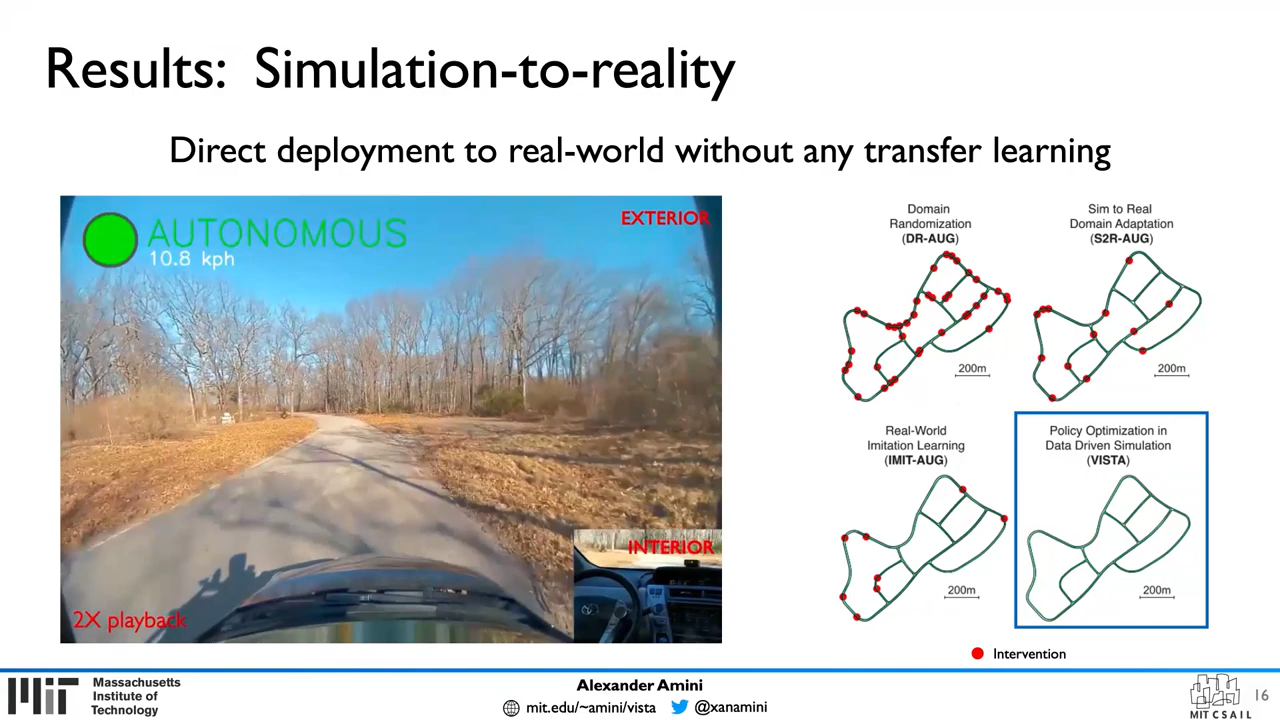 Results: Simulation-to-reality
Direct deployment to real-world without any transfer learning
AUTONOMOUS
10.8 kph
EXTERIOR
INTERIOR
2X playback
Domain
Randomization
(DR-AUG)
200m
Sim to Real
Domain Adaptation
(S2R-AUG)
200m
Real-World
Imitation Learning
(IMIT-AUG)
200m
Policy Optimization in
Data Driven Simulation
(VISTA)
200m
Intervention
MIT
Massachusetts
Institute of
Technology
Alexander Amini
mit.edu/~amini/vista @xanamini
MIT CSAIL
16